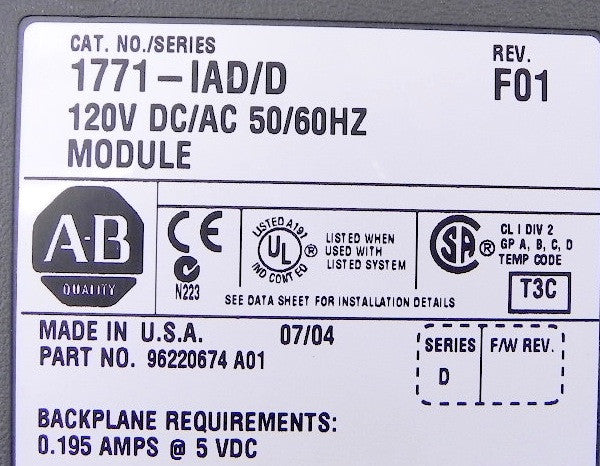 CAT. NO./SERIES
REV.
1771-IAD/D
F01
120V DC/AC 50/60HZ
MODULE
A-B
QUALITY
CE
N223
LISTED A191
UL ®
IND CONT EQ
LISTED WHEN
USED WITH
LISTED SYSTEM
SA ®
CL I DIV 2
GP A, B, C, D
TEMP CODE
T3C
SEE DATA SHEET FOR INSTALLATION DETAILS
MADE IN U.S.A. 07/04
PART NO. 96220674 A01
SERIES
D
F/W REV.
BACKPLANE REQUIREMENTS:
0.195 AMPS @ 5 VDC